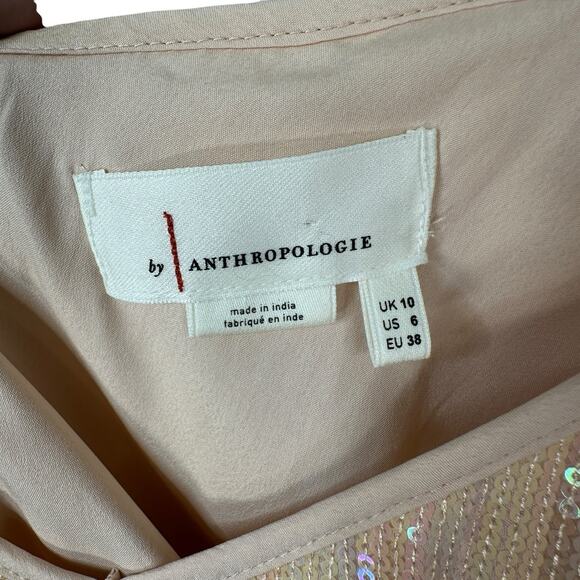 by ANTHROPOLOGIE
made in india
fabriqué en inde
UK 10
US 6
EU 38